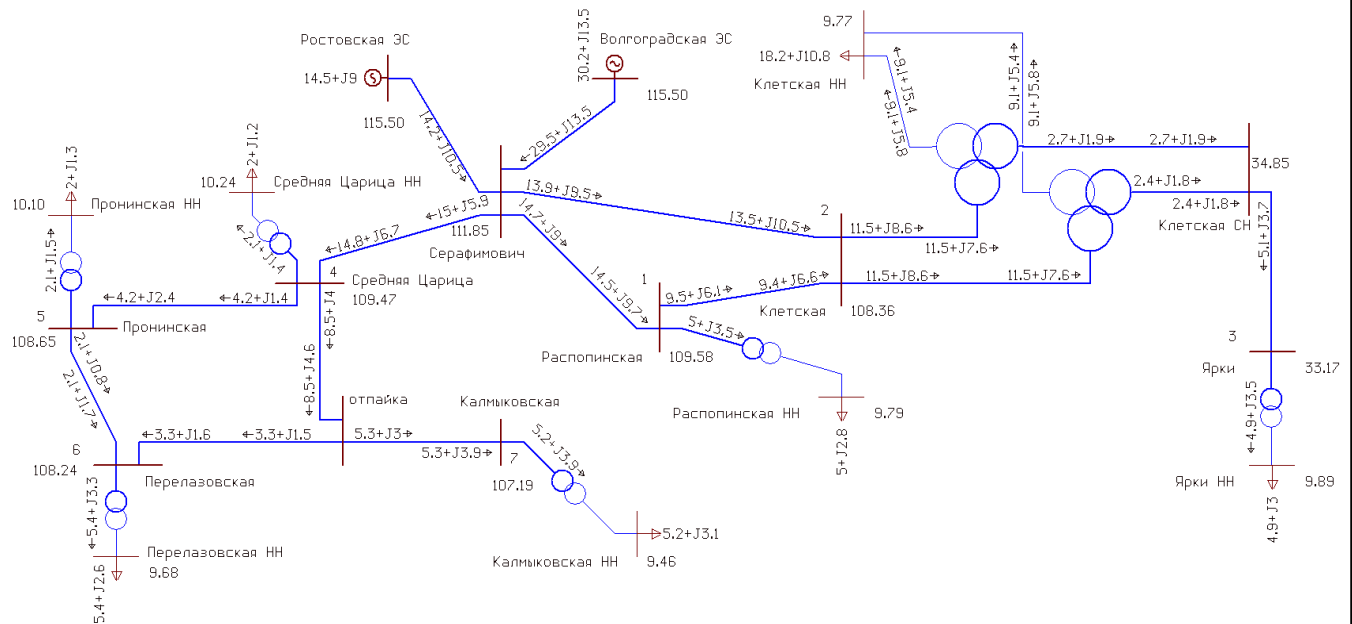 Ростовская ЭС
14.5+J9
115.50
14.2+J10.5→
Волгоградская ЭС
30.2+J13.5
115.50
←29.5+J13.5
9.77
18.2+J10.8
Клетская НН
←9.1+J5.4
←9.1+J5.8
9.1+J5.4→
9.1+J5.8→
2.7+J1.9→
2.7+J1.9→
34.85
2.4+J1.8→
2.4+J1.8→
Клетская СН
←5.1+J3.7
2+J1.2
10.24
Средняя Царица НН
←2.1+J1.4
2+J1.3
10.10
Пронинская НН
2.1+J1.5→
←15+J5.9
111.85
Серафимович
←14.8+J6.7
13.9+J9.5→
13.5+J10.5→
14.7+J9→
14.5+J9.7→
2
11.5+J8.6→
11.5+J7.6→
11.5+J8.6→
11.5+J7.6→
Клетская
108.36
4
Средняя Царица
109.47
←4.2+J2.4
←4.2+J1.4
5
Пронинская
108.65
←8.5+J4
←8.5+J4.6
1
9.5+J6.1→
9.4+J6.6→
5+J3.5→
Распопинская
109.58
Распопинская НН
9.79
5+J2.8
3
Ярки
33.17
←4.9+J3.5
Ярки НН
9.89
4.9+J3
2.1+J0.8→
2.1+J1.7→
отпайка
Калмыковская
←3.3+J1.6
←3.3+J1.5
5.3+J3→
5.3+J3.9→
7
107.19
5.2+J3.9→
5.2+J3.1
Калмыковская НН
9.46
6
108.24
Перелазовская
←5.4+J3.3
Перелазовская НН
9.68
5.4+J2.6